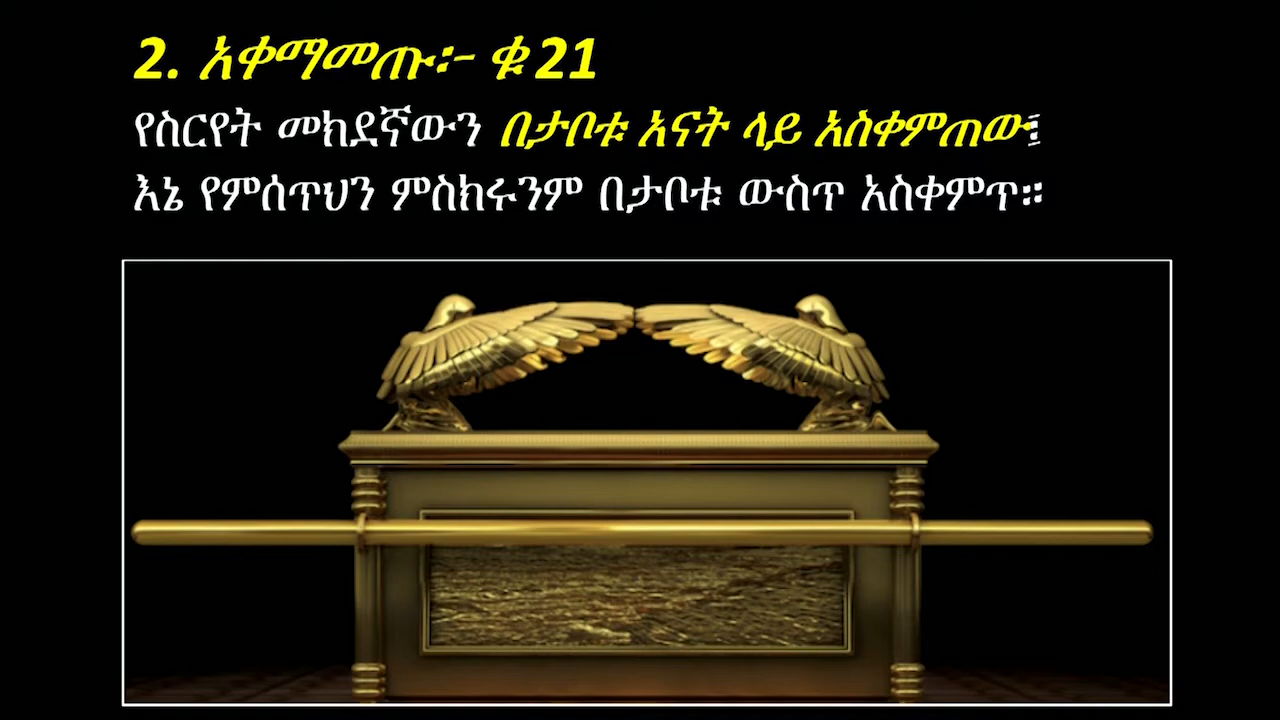 2. አቀማመጡ፦ ቁ21
የስርየት መክደኛውን በታቦቱ አናት ላይ አስቀምጠው፤
እኔ የምሰጥህን ምስክሩንም በታቦቱ ውስጥ አስቀምጥ።